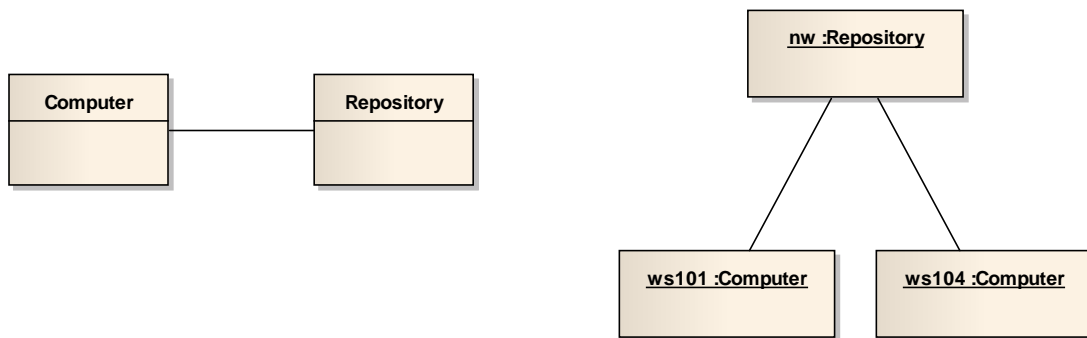 Computer
Repository
nw :Repository
ws101 :Computer
ws104 :Computer